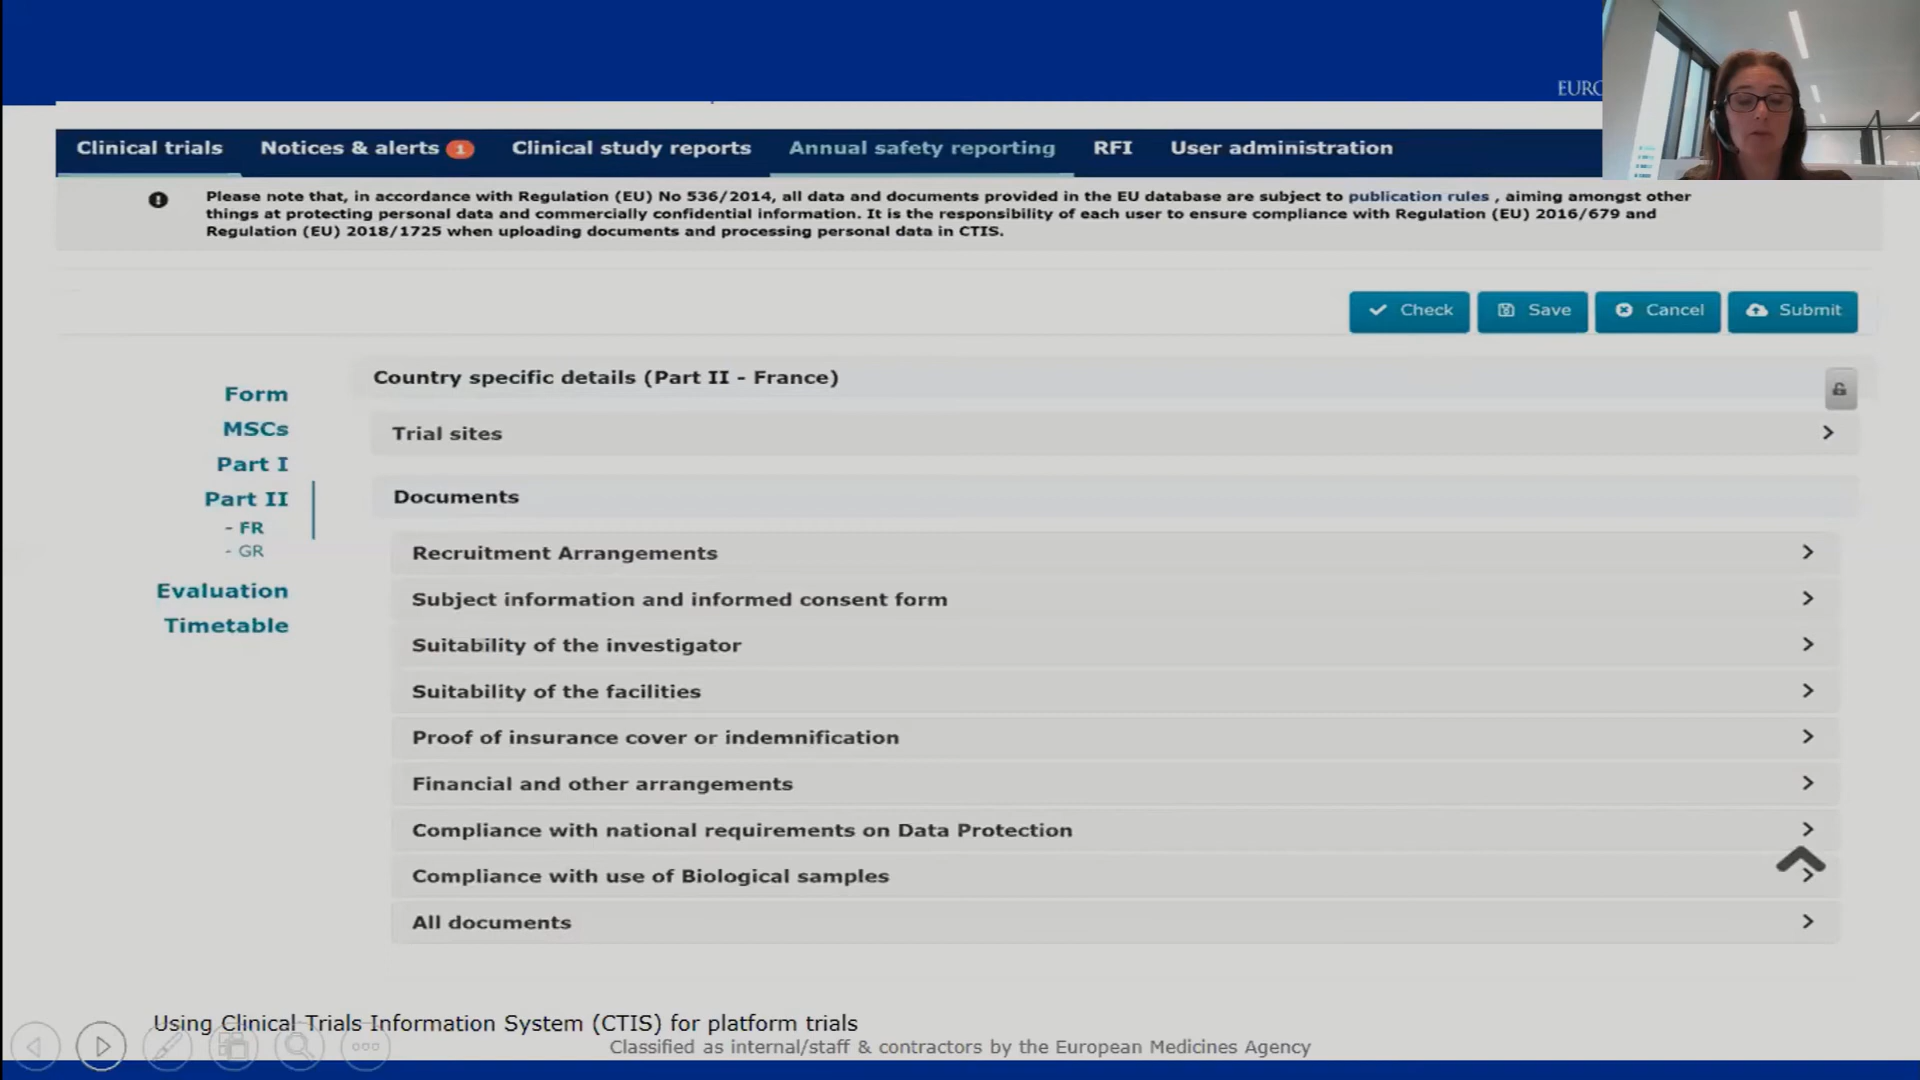 EURO
Clinical trials Notices & alerts 1 Clinical study reports Annual safety reporting RFI User administration
Please note that, in accordance with Regulation (EU) No 536/2014, all data and documents provided in the EU database are subject to publication rules , aiming amongst other
things at protecting personal data and commercially confidential information. It is the responsibility of each user to ensure compliance with Regulation (EU) 2016/679 and
Regulation (EU) 2018/1725 when uploading documents and processing personal data in CTIS.
Check Save Cancel Submit
Form
MSCs
Part I
Part II
- FR
- GR
Evaluation
Timetable
Country specific details (Part II - France)
Trial sites
Documents
Recruitment Arrangements
Subject information and informed consent form
Suitability of the investigator
Suitability of the facilities
Proof of insurance cover or indemnification
Financial and other arrangements
Compliance with national requirements on Data Protection
Compliance with use of Biological samples
All documents
Using Clinical Trials Information System (CTIS) for platform trials
Classified as internal/staff & contractors by the European Medicines Agency